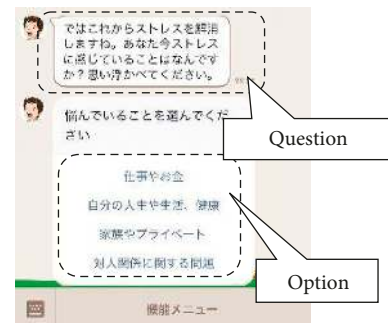 ではこれからストレスを解消
しますね。あなた今ストレス
に感じていることはなんです
か？思い浮かべてください。
悩んでいることを選んでくだ
さい
Question
仕事やお金
自分の人生や生活、健康
家族やプライベート
対人関係に関する問題
Option
機能メニュー